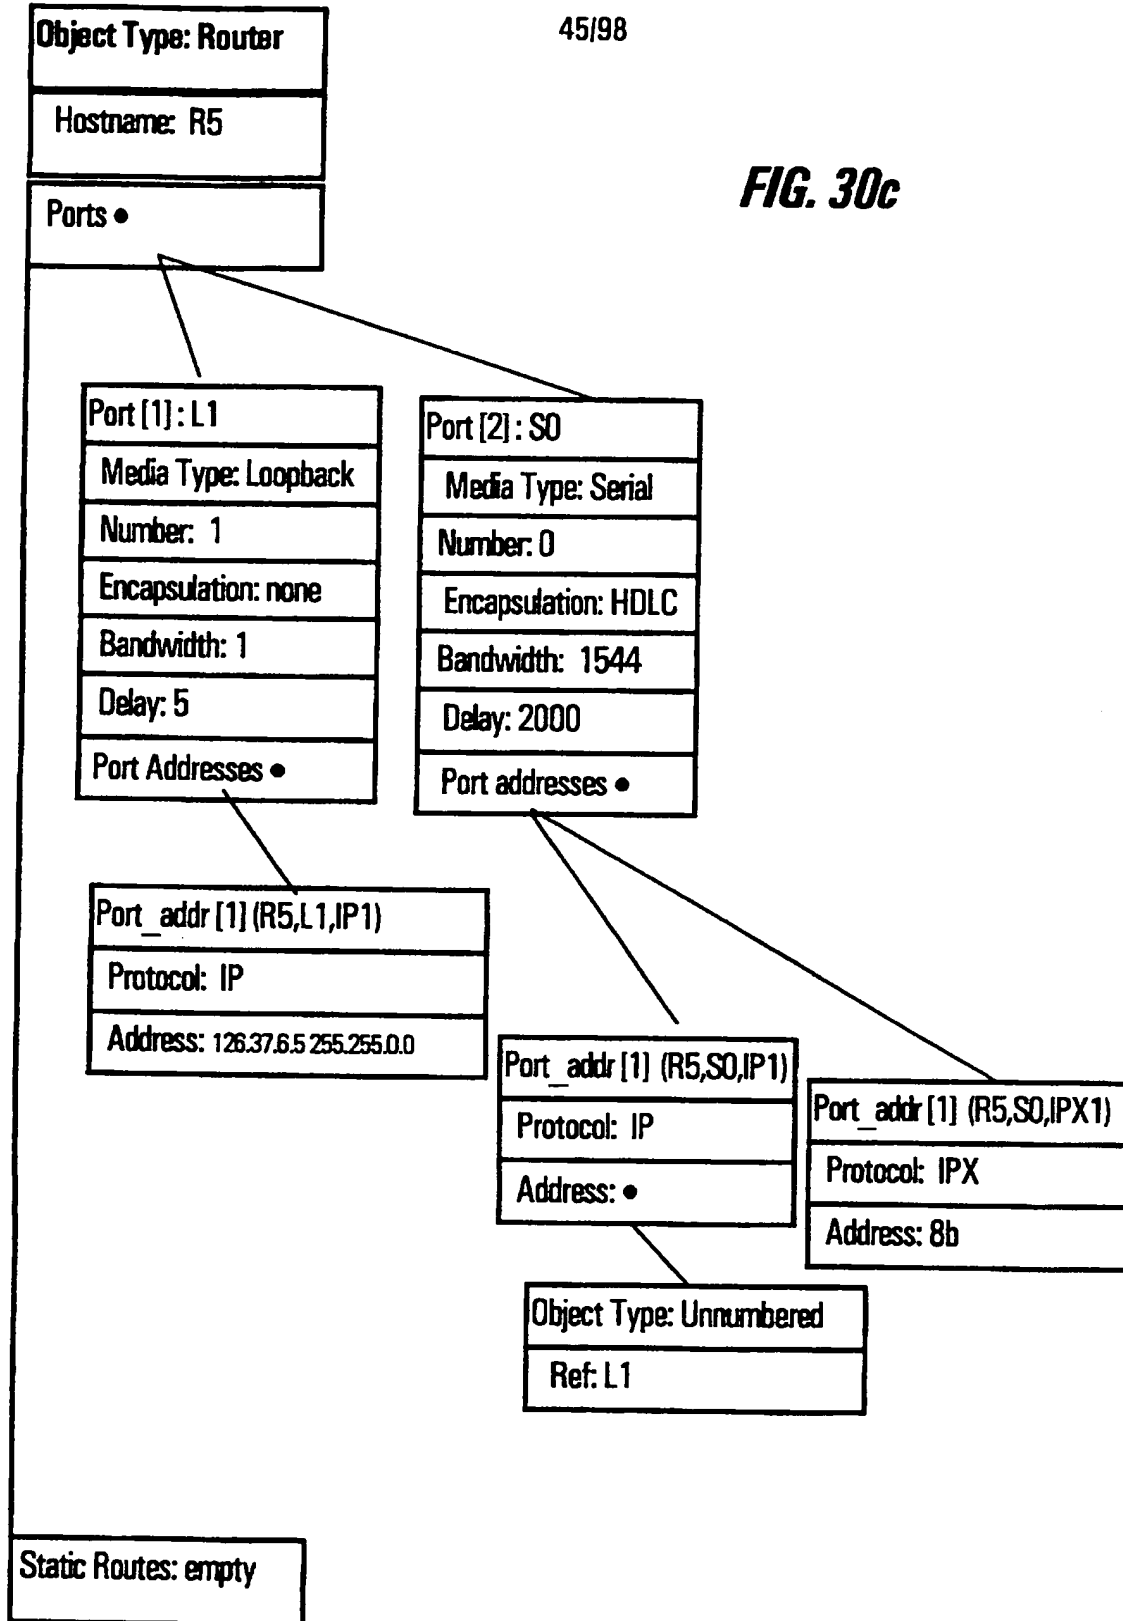 45/98
FIG. 30c
Object Type: Router
Hostname: R5
Ports •
Port [1] : L1
Media Type: Loopback
Number: 1
Encapsulation: none
Bandwidth: 1
Delay: 5
Port Addresses •
Port [2] : S0
Media Type: Serial
Number: 0
Encapsulation: HDLC
Bandwidth: 1544
Delay: 2000
Port addresses •
Port_addr [1] (R5,L1,IP1)
Protocol: IP
Address: 126.37.6.5 255.255.0.0
Port_addr [1] (R5,S0,IP1)
Protocol: IP
Address: •
Port_addr [1] (R5,S0,IPX1)
Protocol: IPX
Address: 8b
Object Type: Unnumbered
Ref: L1
Static Routes: empty